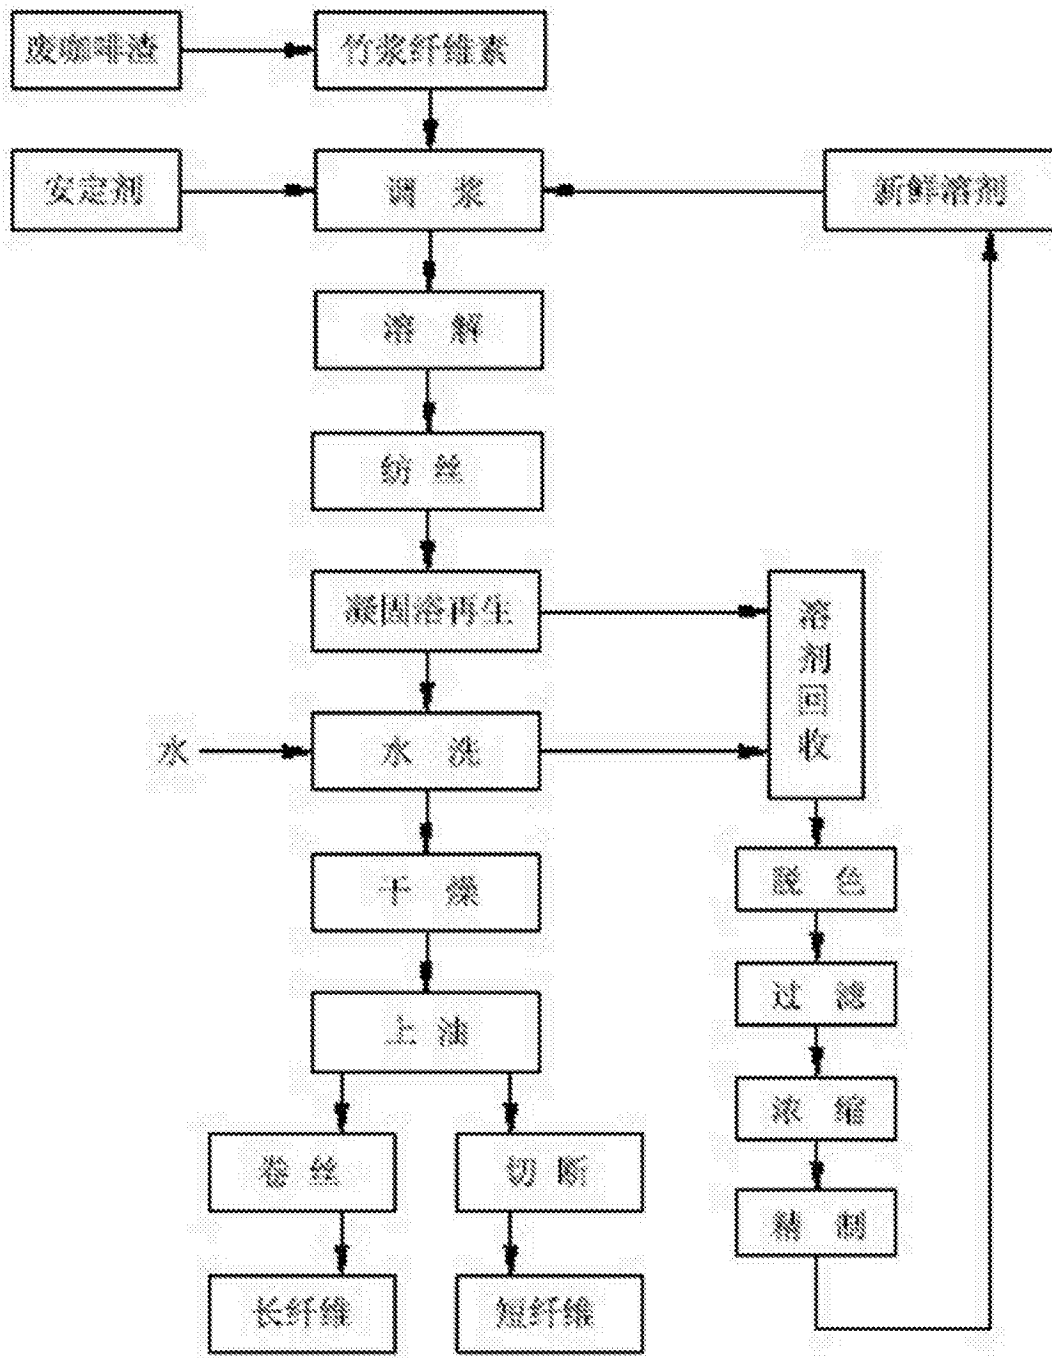 废咖啡渣
竹浆纤维素
安定剂
调 浆
新鲜溶剂
溶 解
纺 丝
凝固浴再生
溶剂回收
水
水 洗
干 燥
脱 色
上 油
过 滤
浓 缩
卷 丝
切 断
精 制
长纤维
短纤维